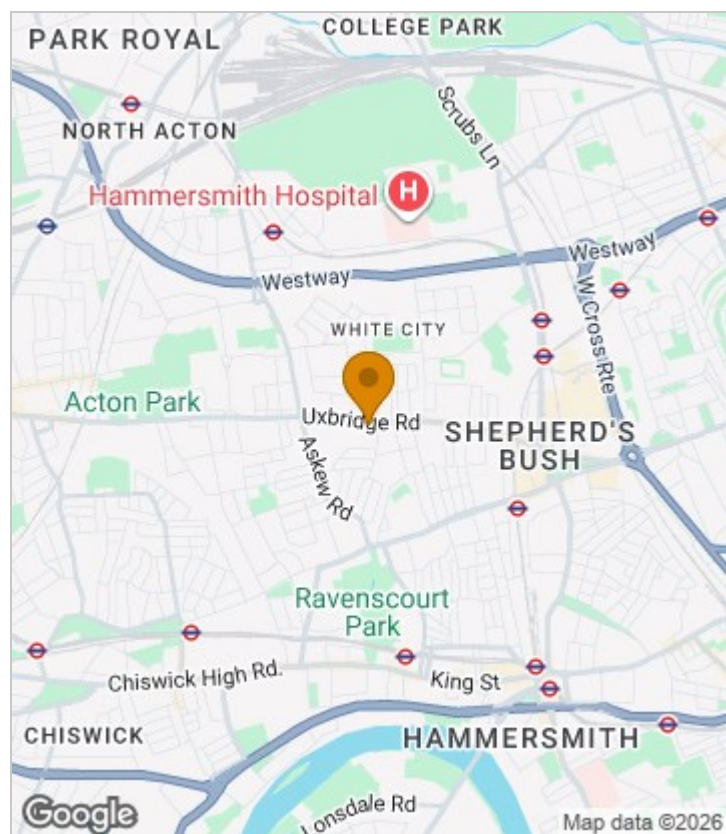 COLLEGE PARK
PARK ROYAL
Scrubs Ln
NORTH ACTON
Hammersmith Hospital
H
Westway
Westway
W Cross Rte
WHITE CITY
Acton Park
Uxbridge Rd
SHEPHERD'S
BUSH
Askew Rd
Ravenscourt
Park
Chiswick High Rd.
King St
CHISWICK
HAMMERSMITH
Lonsdale Rd
Google
Map data ©2026